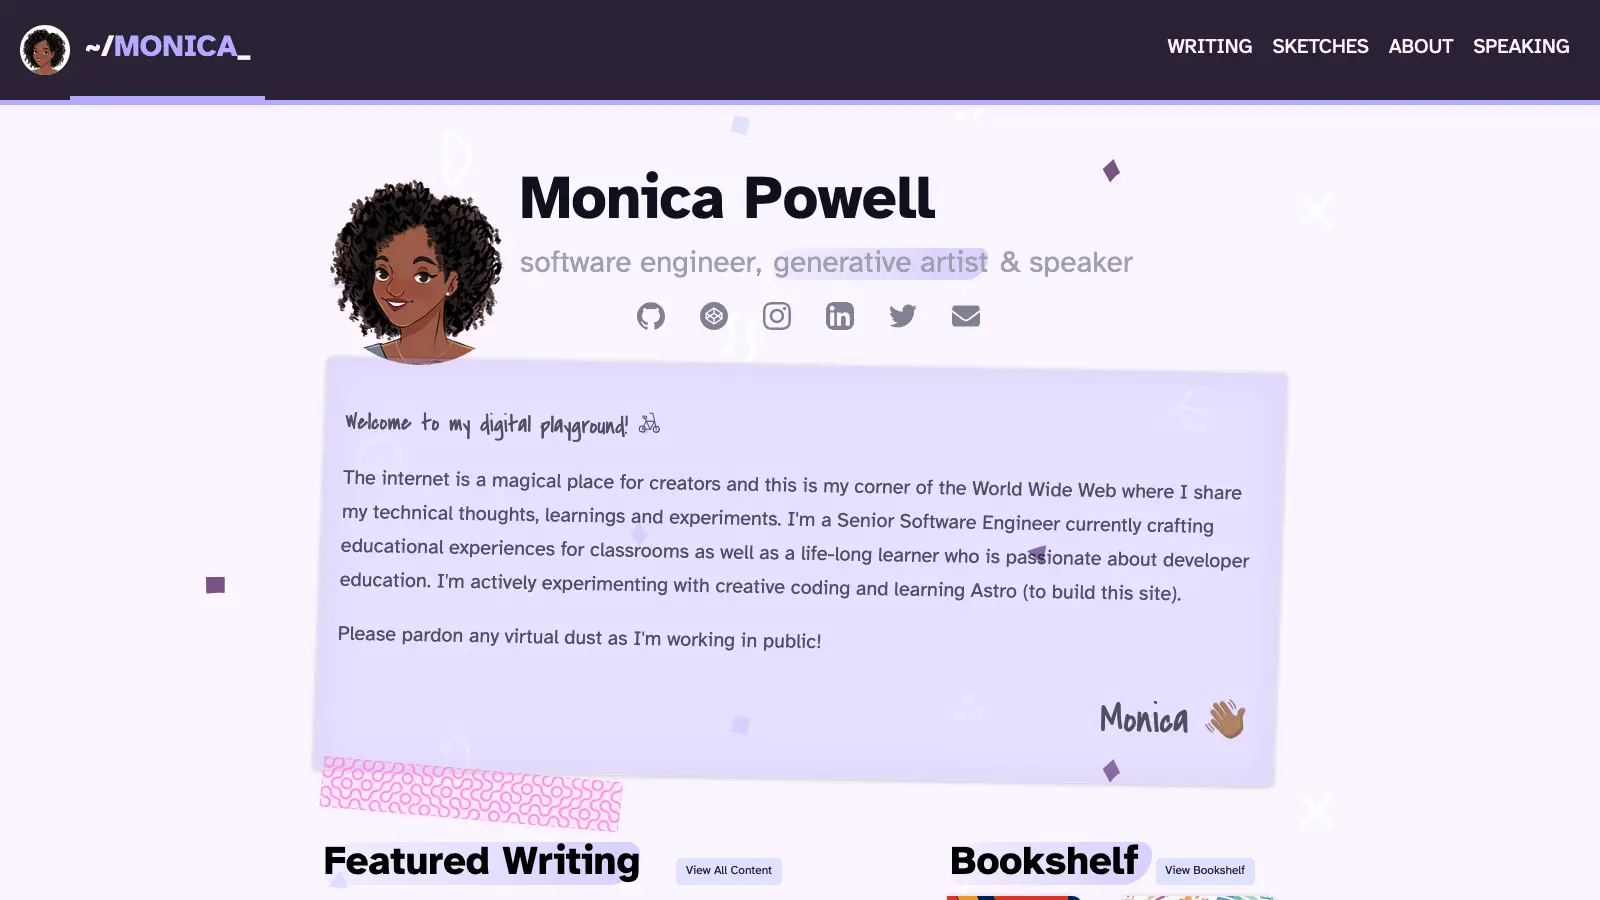 ~/MONICA_
WRITING SKETCHES ABOUT SPEAKING
Monica Powell
software engineer, generative artist & speaker
Welcome to my digital playground! 🚲
The internet is a magical place for creators and this is my corner of the World Wide Web where I share
my technical thoughts, learnings and experiments. I'm a Senior Software Engineer currently crafting
educational experiences for classrooms as well as a life-long learner who is passionate about developer
education. I'm actively experimenting with creative coding and learning Astro (to build this site).
Please pardon any virtual dust as I'm working in public!
Monica 👋🏾
Featured Writing
View All Content
Bookshelf
View Bookshelf